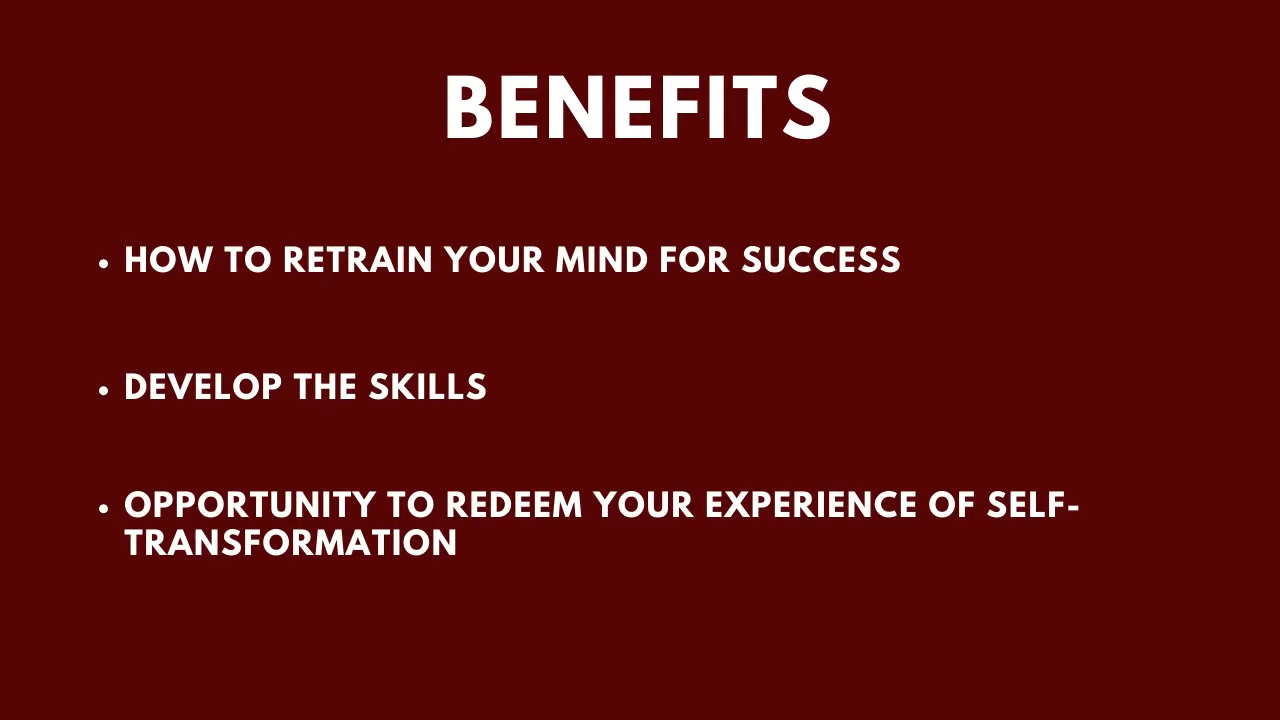 BENEFITS
• HOW TO RETRAIN YOUR MIND FOR SUCCESS
• DEVELOP THE SKILLS
• OPPORTUNITY TO REDEEM YOUR EXPERIENCE OF SELF-
TRANSFORMATION